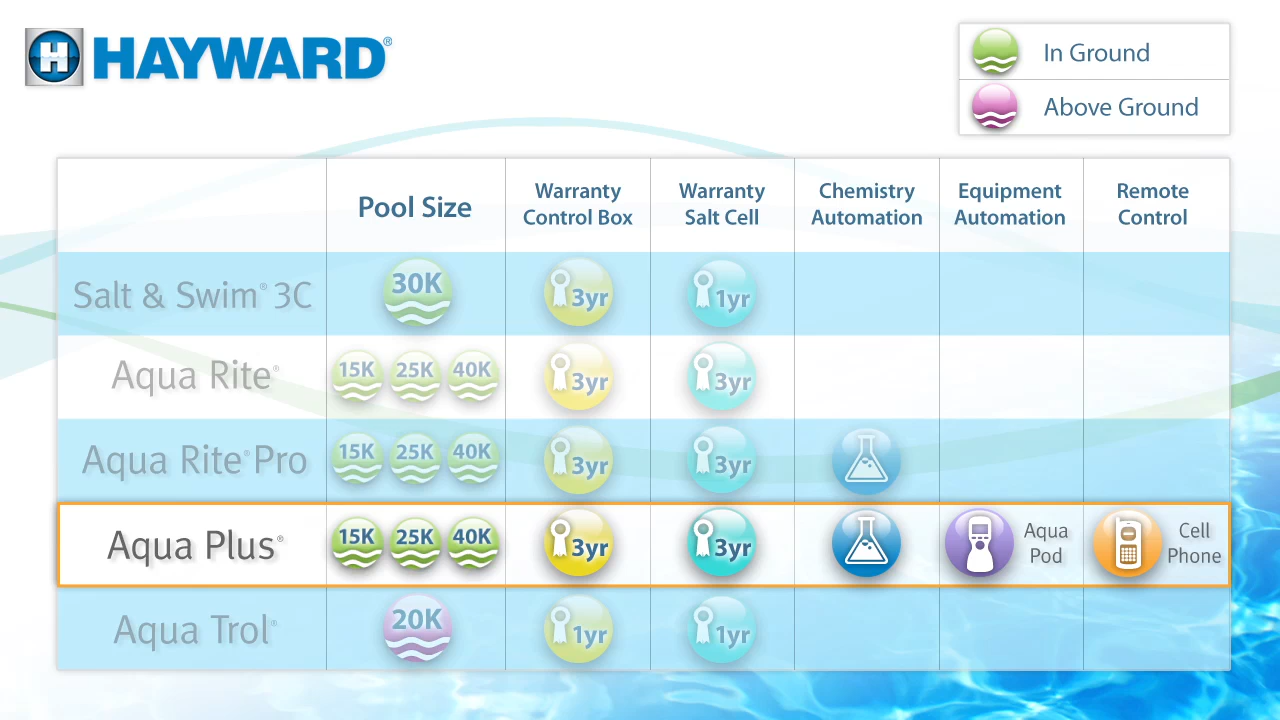 H HAYWARD®
In Ground
Above Ground
Pool Size
Warranty
Control Box
Warranty
Salt Cell
Chemistry
Automation
Equipment
Automation
Remote
Control
Salt & Swim® 3C
30K
3yr
1yr
Aqua Rite®
15K 25K 40K
3yr
3yr
Aqua Rite® Pro
15K 25K 40K
3yr
3yr
Aqua Plus®
15K 25K 40K
3yr
3yr
Aqua
Pod
Cell
Phone
Aqua Trol®
20K
1yr
1yr